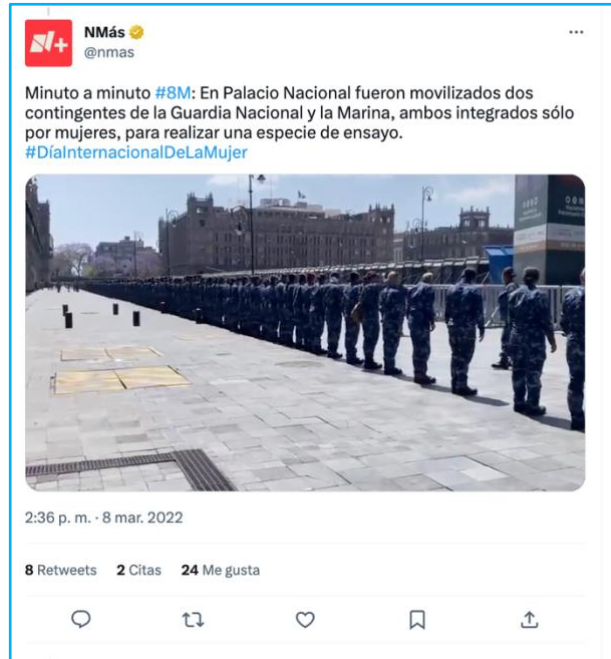 NMás
@nmas
Minuto a minuto #8M: En Palacio Nacional fueron movilizados dos
contingentes de la Guardia Nacional y la Marina, ambos integrados sólo
por mujeres, para realizar una especie de ensayo.
#DíaInternacionalDeLaMujer
2:36 p. m. · 8 mar. 2022
8 Retweets 2 Citas 24 Me gusta